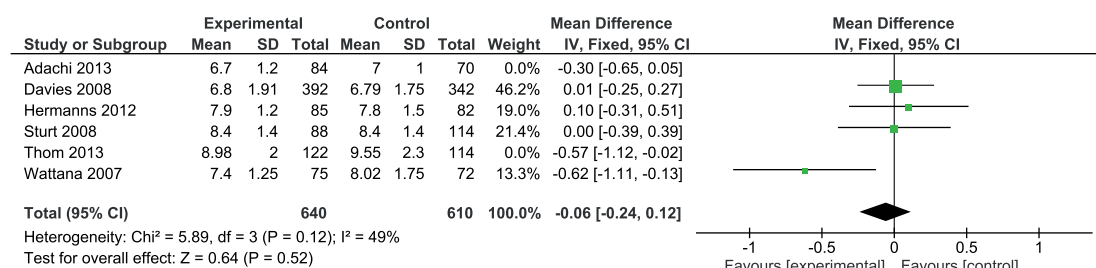 Experimental Control Mean Difference Mean Difference
Study or Subgroup Mean SD Total Mean SD Total Weight IV, Fixed, 95% CI IV, Fixed, 95% CI
Adachi 2013 6.7 1.2 84 7 1 70 0.0% -0.30 [-0.65, 0.05]
Davies 2008 6.8 1.91 392 6.79 1.75 342 46.2% 0.01 [-0.25, 0.27]
Hermanns 2012 7.9 1.2 85 7.8 1.5 82 19.0% 0.10 [-0.31, 0.51]
Sturt 2008 8.4 1.4 88 8.4 1.4 114 21.4% 0.00 [-0.39, 0.39]
Thom 2013 8.98 2 122 9.55 2.3 114 0.0% -0.57 [-1.12, -0.02]
Wattana 2007 7.4 1.25 75 8.02 1.75 72 13.3% -0.62 [-1.11, -0.13]
Total (95% CI) 640 610 100.0% -0.06 [-0.24, 0.12]
Heterogeneity: Chi² = 5.89, df = 3 (P = 0.12); I² = 49%
Test for overall effect: Z = 0.64 (P = 0.52)
-1 -0.5 0 0.5 1
Favours [experimental] Favours [control]